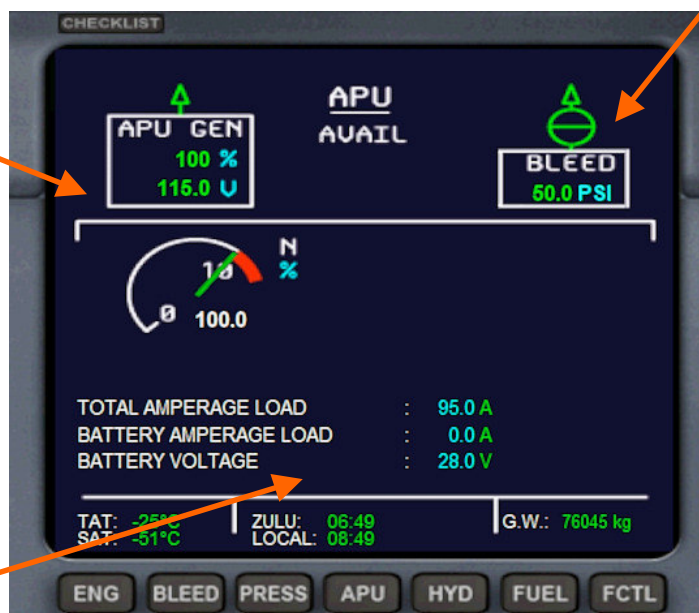 CHECKLIST
APU
AVAIL
APU GEN
100 %
115.0 V
BLEED
50.0 PSI
N
%
10
0
100.0
TOTAL AMPERAGE LOAD : 95.0 A
BATTERY AMPERAGE LOAD : 0.0 A
BATTERY VOLTAGE : 28.0 V
TAT: -25°C
SAT: -51°C
ZULU: 06:49
LOCAL: 08:49
G.W.: 76045 kg
ENG BLEED PRESS APU HYD FUEL FCTL